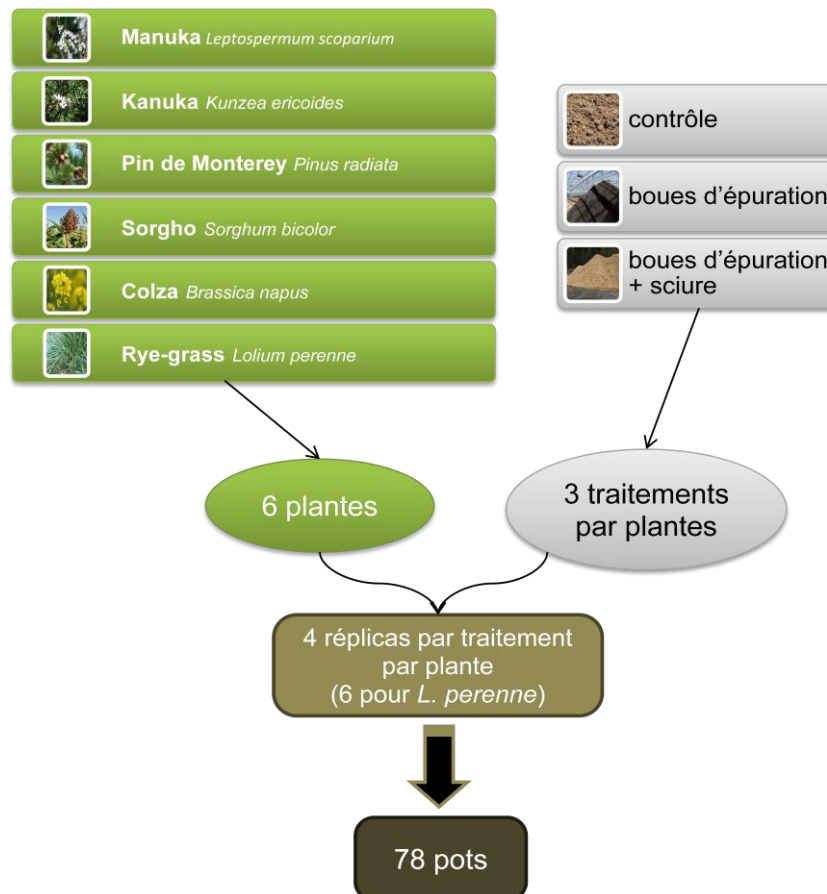 Manuka Leptospermum scoparium
Kanuka Kunzea ericoides
Pin de Monterey Pinus radiata
Sorgho Sorghum bicolor
Colza Brassica napus
Rye-grass Lolium perenne
contrôle
boues d'épuration
boues d'épuration
+ sciure
6 plantes
3 traitements
par plantes
4 réplicas par traitement
par plante
(6 pour L. perenne)
78 pots